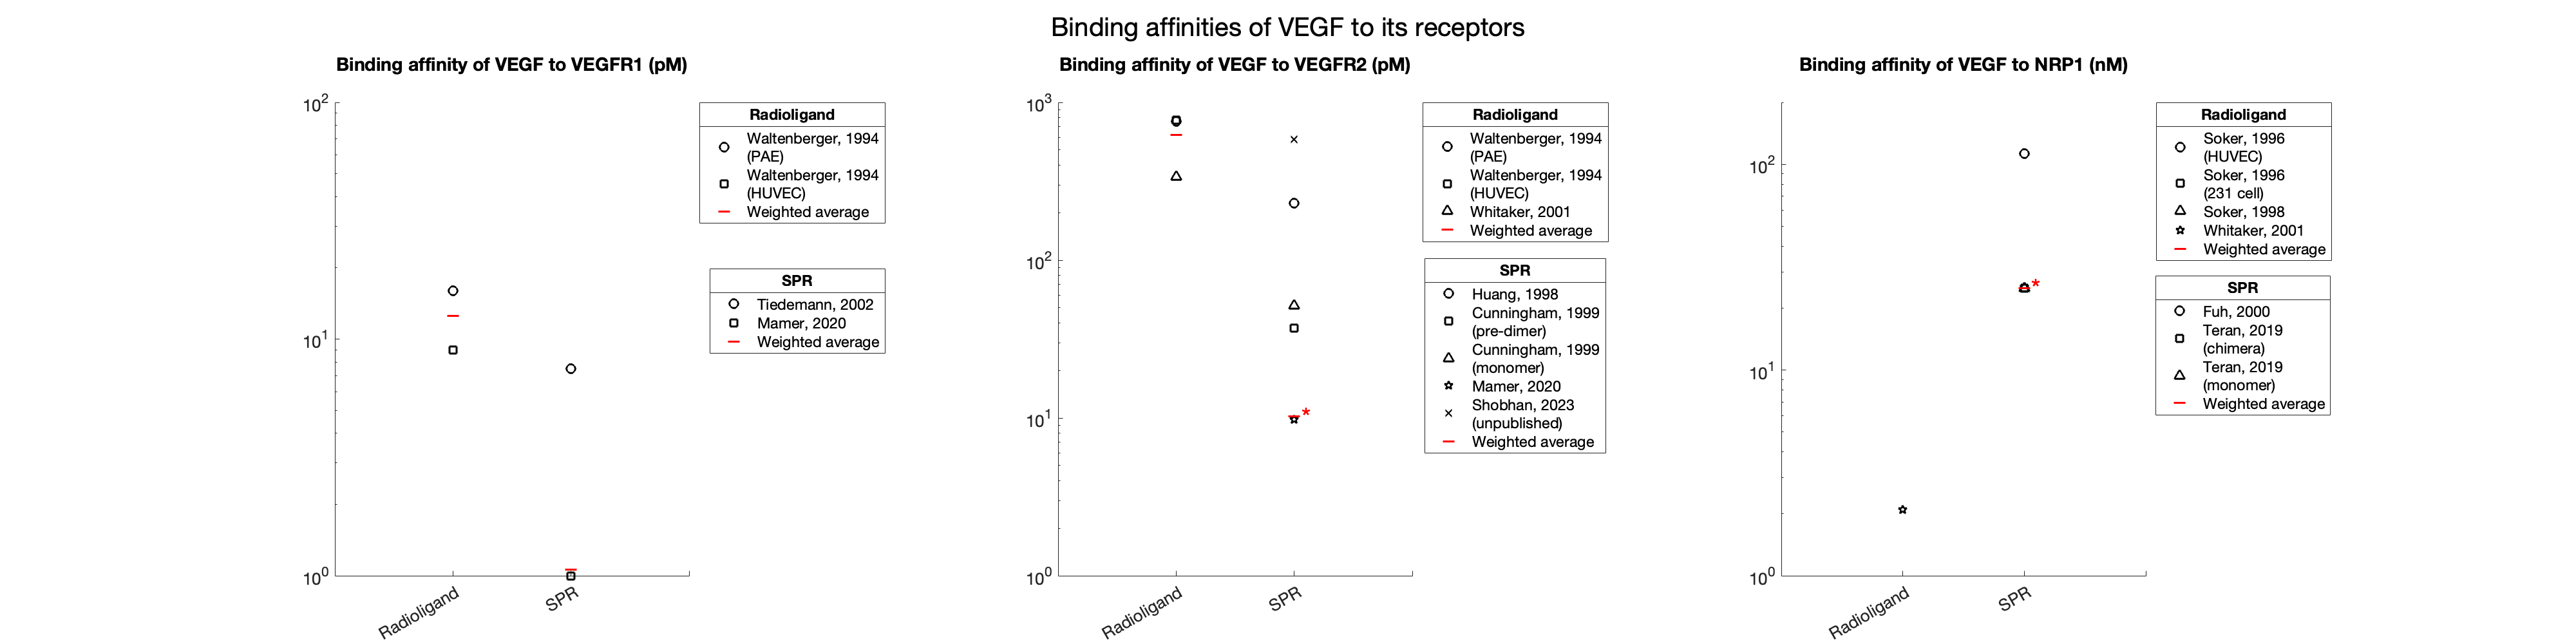 Binding affinities of VEGF to its receptors
Binding affinity of VEGF to VEGFR1 (pM)
10^2
10^1
10^0
Radioligand
SPR
Radioligand
Waltenberger, 1994
(PAE)
Waltenberger, 1994
(HUVEC)
Weighted average
SPR
Tiedemann, 2002
Mamer, 2020
Weighted average
Binding affinity of VEGF to VEGFR2 (pM)
10^3
10^2
10^1
10^0
*
Radioligand
SPR
Radioligand
Waltenberger, 1994
(PAE)
Waltenberger, 1994
(HUVEC)
Whitaker, 2001
Weighted average
SPR
Huang, 1998
Cunningham, 1999
(pre-dimer)
Cunningham, 1999
(monomer)
Mamer, 2020
Shobhan, 2023
(unpublished)
Weighted average
Binding affinity of VEGF to NRP1 (nM)
10^2
10^1
10^0
*
Radioligand
SPR
Radioligand
Soker, 1996
(HUVEC)
Soker, 1996
(231 cell)
Soker, 1998
Whitaker, 2001
Weighted average
SPR
Fuh, 2000
Teran, 2019
(chimera)
Teran, 2019
(monomer)
Weighted average